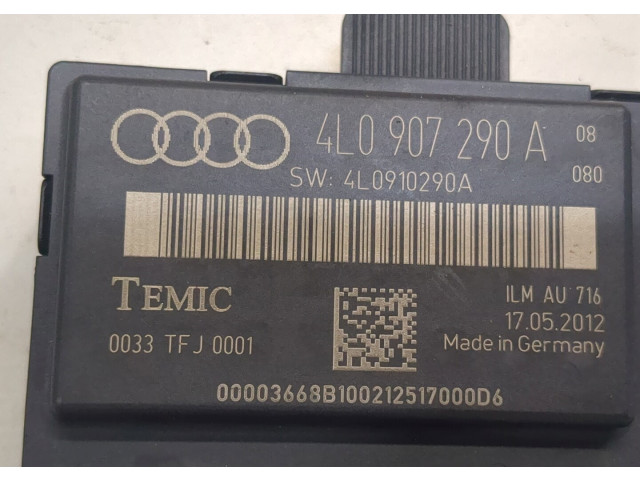 4L0 907 290 A 08
SW: 4L0910290A 080
TEMIC
ILM AU 716
17.05.2012
0033 TFJ 0001
Made in Germany
00003668B100212517000D6